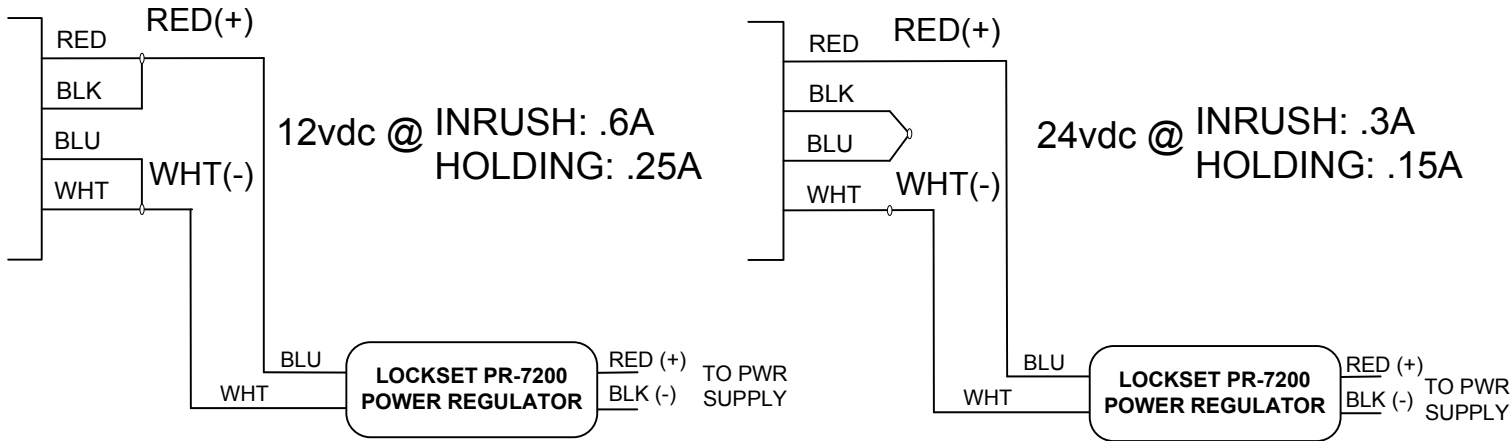 RED(+)
RED
BLK
BLU
WHT(-)
WHT
12vdc @ INRUSH: .6A
HOLDING: .25A
BLU
WHT
LOCKSET PR-7200
POWER REGULATOR
RED (+)
BLK (-)
TO PWR
SUPPLY
RED(+)
RED
BLK
BLU
WHT(-)
WHT
24vdc @ INRUSH: .3A
HOLDING: .15A
BLU
WHT
LOCKSET PR-7200
POWER REGULATOR
RED (+)
BLK (-)
TO PWR
SUPPLY